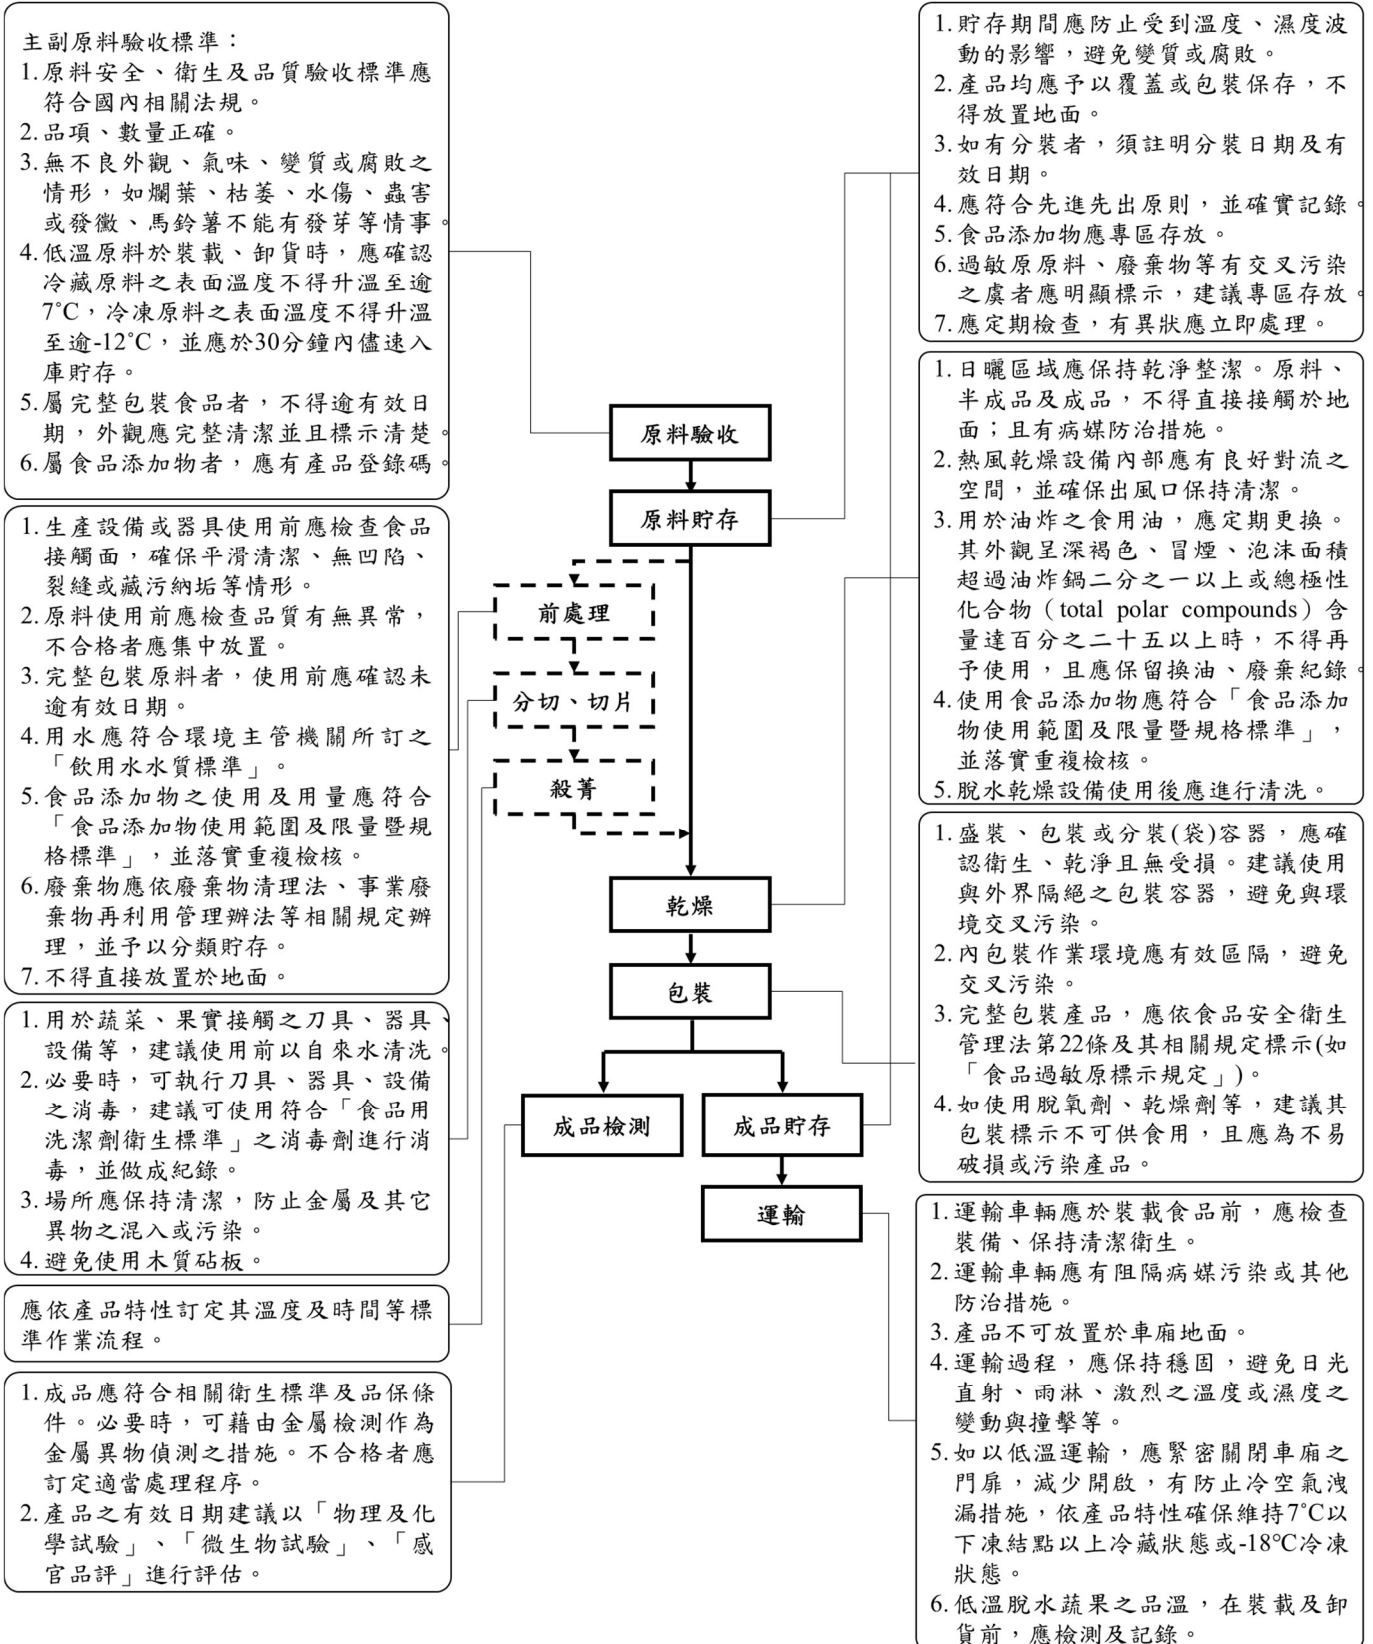 主副原料驗收標準：
1.原料安全、衛生及品質驗收標準應
符合國內相關法規。
2.品項、數量正確。
3.無不良外觀、氣味、變質或腐敗之
情形，如爛葉、枯萎、水傷、蟲害
或發黴、馬鈴薯不能有發芽等情事。
4.低溫原料於裝載、卸貨時，應確認
冷藏原料之表面溫度不得升溫至逾
7˚C，冷凍原料之表面溫度不得升溫
至逾-12˚C，並應於30分鐘內儘速入
庫貯存。
5.屬完整包裝食品者，不得逾有效日
期，外觀應完整清潔並且標示清楚。
6.屬食品添加物者，應有產品登錄碼。
1.生產設備或器具使用前應檢查食品
接觸面，確保平滑清潔、無凹陷、
裂縫或藏污納垢等情形。
2.原料使用前應檢查品質有無異常，
不合格者應集中放置。
3.完整包裝原料者，使用前應確認未
逾有效日期。
4.用水應符合環境主管機關所訂之
「飲用水水質標準」。
5.食品添加物之使用及用量應符合
「食品添加物使用範圍及限量暨規
格標準」，並落實重複檢核。
6.廢棄物應依廢棄物清理法、事業廢
棄物再利用管理辦法等相關規定辦
理，並予以分類貯存。
7.不得直接放置於地面。
1.用於蔬菜、果實接觸之刀具、器具、
設備等，建議使用前以自來水清洗。
2.必要時，可執行刀具、器具、設備
之消毒，建議可使用符合「食品用
洗潔劑衛生標準」之消毒劑進行消
毒，並做成紀錄。
3.場所應保持清潔，防止金屬及其它
異物之混入或污染。
4.避免使用木質砧板。
應依產品特性訂定其溫度及時間等標
準作業流程。
1.成品應符合相關衛生標準及品保條
件。必要時，可藉由金屬檢測作為
金屬異物偵測之措施。不合格者應
訂定適當處理程序。
2.產品之有效日期建議以「物理及化
學試驗」、「微生物試驗」、「感
官品評」進行評估。
原料驗收
原料貯存
前處理
分切、切片
殺菁
乾燥
包裝
成品檢測
成品貯存
運輸
1.貯存期間應防止受到溫度、濕度波
動的影響，避免變質或腐敗。
2.產品均應予以覆蓋或包裝保存，不
得放置地面。
3.如有分裝者，須註明分裝日期及有
效日期。
4.應符合先進先出原則，並確實記錄。
5.食品添加物應專區存放。
6.過敏原原料、廢棄物等有交叉污染
之虞者應明顯標示，建議專區存放。
7.應定期檢查，有異狀應立即處理。
1.日曬區域應保持乾淨整潔。原料、
半成品及成品，不得直接接觸於地
面；且有病媒防治措施。
2.熱風乾燥設備內部應有良好對流之
空間，並確保出風口保持清潔。
3.用於油炸之食用油，應定期更換。
其外觀呈深褐色、冒煙、泡沫面積
超過油炸鍋二分之一以上或總極性
化合物（total polar compounds）含
量達百分之二十五以上時，不得再
予使用，且應保留換油、廢棄紀錄。
4.使用食品添加物應符合「食品添加
物使用範圍及限量暨規格標準」，
並落實重複檢核。
5.脫水乾燥設備使用後應進行清洗。
1.盛裝、包裝或分裝(袋)容器，應確
認衛生、乾淨且無受損。建議使用
與外界隔絕之包裝容器，避免與環
境交叉污染。
2.內包裝作業環境應有效區隔，避免
交叉污染。
3.完整包裝產品，應依食品安全衛生
管理法第22條及其相關規定標示(如
「食品過敏原標示規定」)。
4.如使用脫氧劑、乾燥劑等，建議其
包裝標示不可供食用，且應為不易
破損或污染產品。
1.運輸車輛應於裝載食品前，應檢查
裝備、保持清潔衛生。
2.運輸車輛應有阻隔病媒污染或其他
防治措施。
3.產品不可放置於車廂地面。
4.運輸過程，應保持穩固，避免日光
直射、雨淋、激烈之溫度或濕度之
變動與撞擊等。
5.如以低溫運輸，應緊密關閉車廂之
門扉，減少開啟，有防止冷空氣洩
漏措施，依產品特性確保維持7˚C以
下凍結點以上冷藏狀態或-18°C冷凍
狀態。
6.低溫脫水蔬果之品溫，在裝載及卸
貨前，應檢測及記錄。